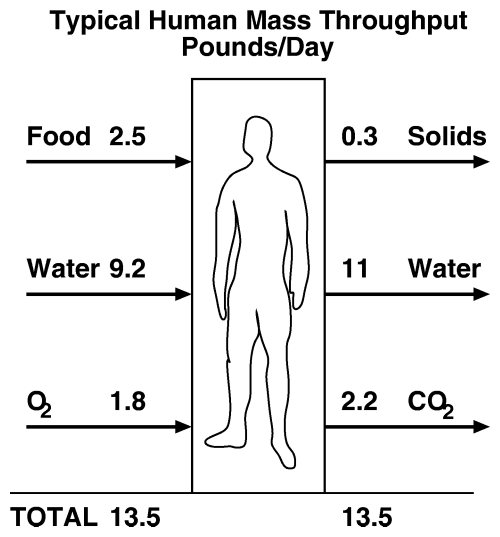 Typical Human Mass Throughput
Pounds/Day
Food 2.5 0.3 Solids
Water 9.2 11 Water
O2 1.8 2.2 CO2
TOTAL 13.5 13.5